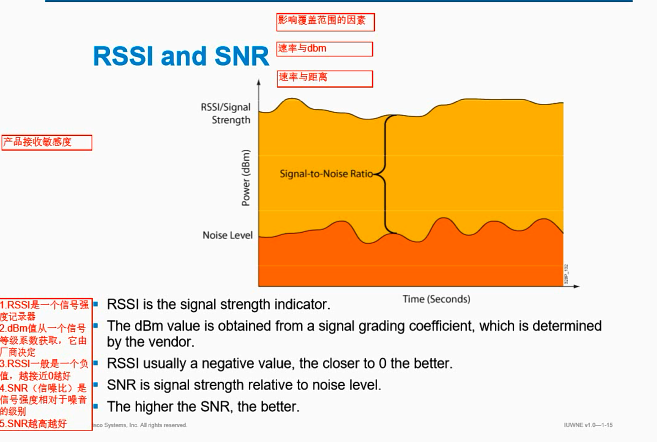 影响覆盖范围的因素
速率与dbm
RSSI and SNR
速率与距离
产品接收敏感度
RSSI/Signal
Strength
Power (dBm)
Signal-to-Noise Ratio
Noise Level
Time (Seconds)
RSSI is the signal strength indicator.
The dBm value is obtained from a signal grading coefficient, which is determined
by the vendor.
RSSI usually a negative value, the closer to 0 the better.
SNR is signal strength relative to noise level.
The higher the SNR, the better.
1.RSSI是一个信号强
度记录器
2.dBm值从一个信号
等级系数获取，它由
厂商决定
3.RSSI一般是一个负
值，越接近0越好
4.SNR（信噪比）是
信号强度相对于噪音
的级别
5.SNR越高越好
sco Systems, Inc. All rights reserved.
IUWNE v1.0—1-15